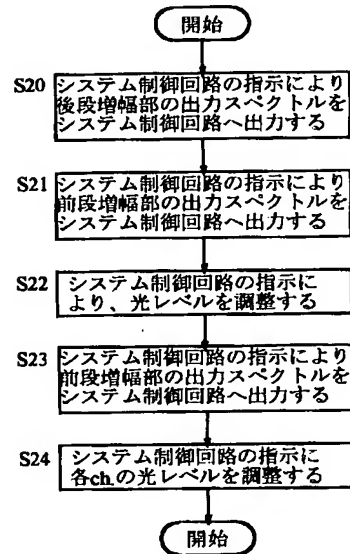 開始
S20
システム制御回路の指示により
後段増幅部の出力スペクトルを
システム制御回路へ出力する
S21
システム制御回路の指示により
前段増幅部の出力スペクトルを
システム制御回路へ出力する
S22
システム制御回路の指示に
より、光レベルを調整する
S23
システム制御回路の指示により
前段増幅部の出力スペクトルを
システム制御回路へ出力する
S24
システム制御回路の指示に
各ch.の光レベルを調整する
開始